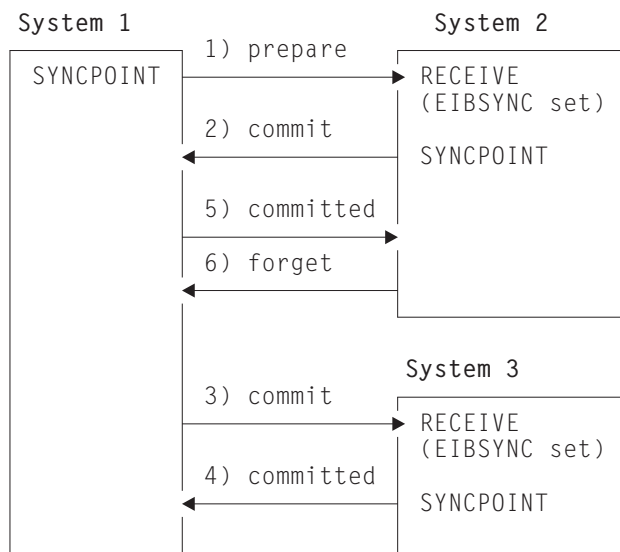 System 1
System 2
1) prepare
SYNCPOINT
RECEIVE
(EIBSYNC set)
2) commit
SYNCPOINT
5) committed
6) forget
System 3
3) commit
RECEIVE
(EIBSYNC set)
4) committed
SYNCPOINT